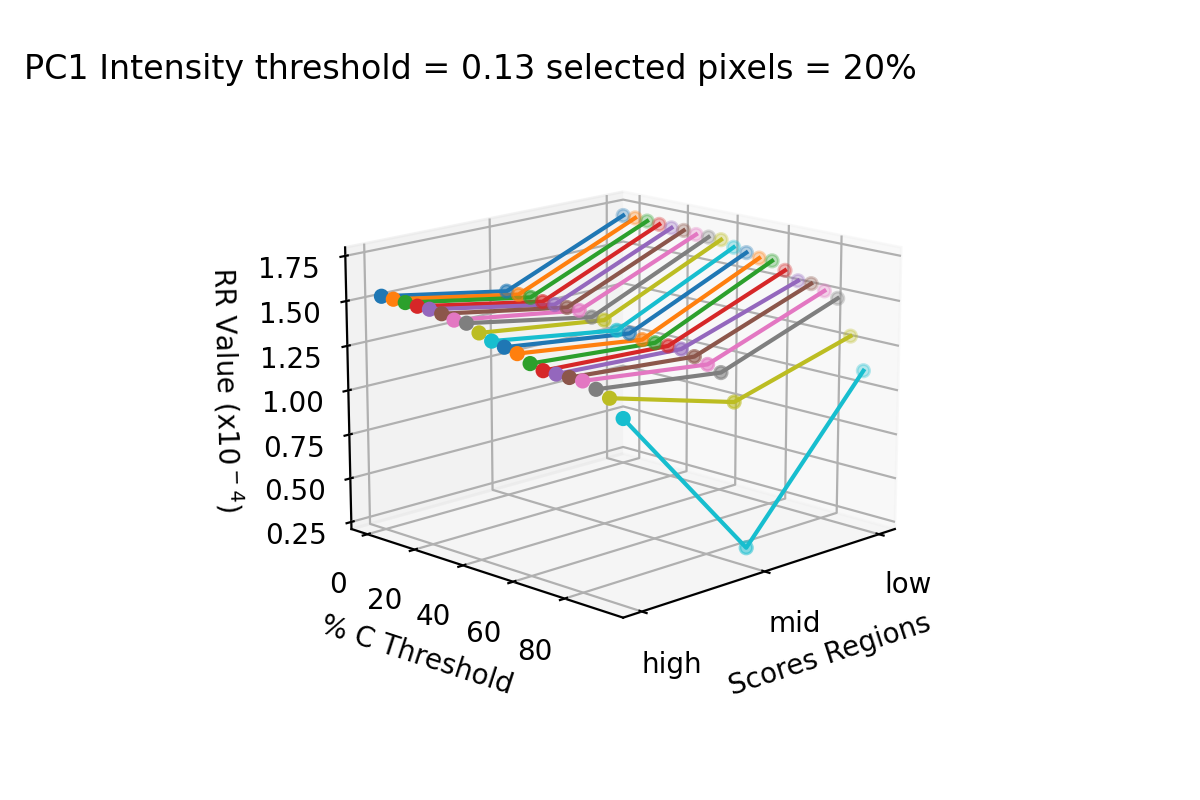 PC1 Intensity threshold = 0.13 selected pixels = 20%
RR Value (x10⁻⁴)
1.75
1.50
1.25
1.00
0.75
0.50
0.25
0
20
40
60
80
% C Threshold
high
mid
low
Scores Regions